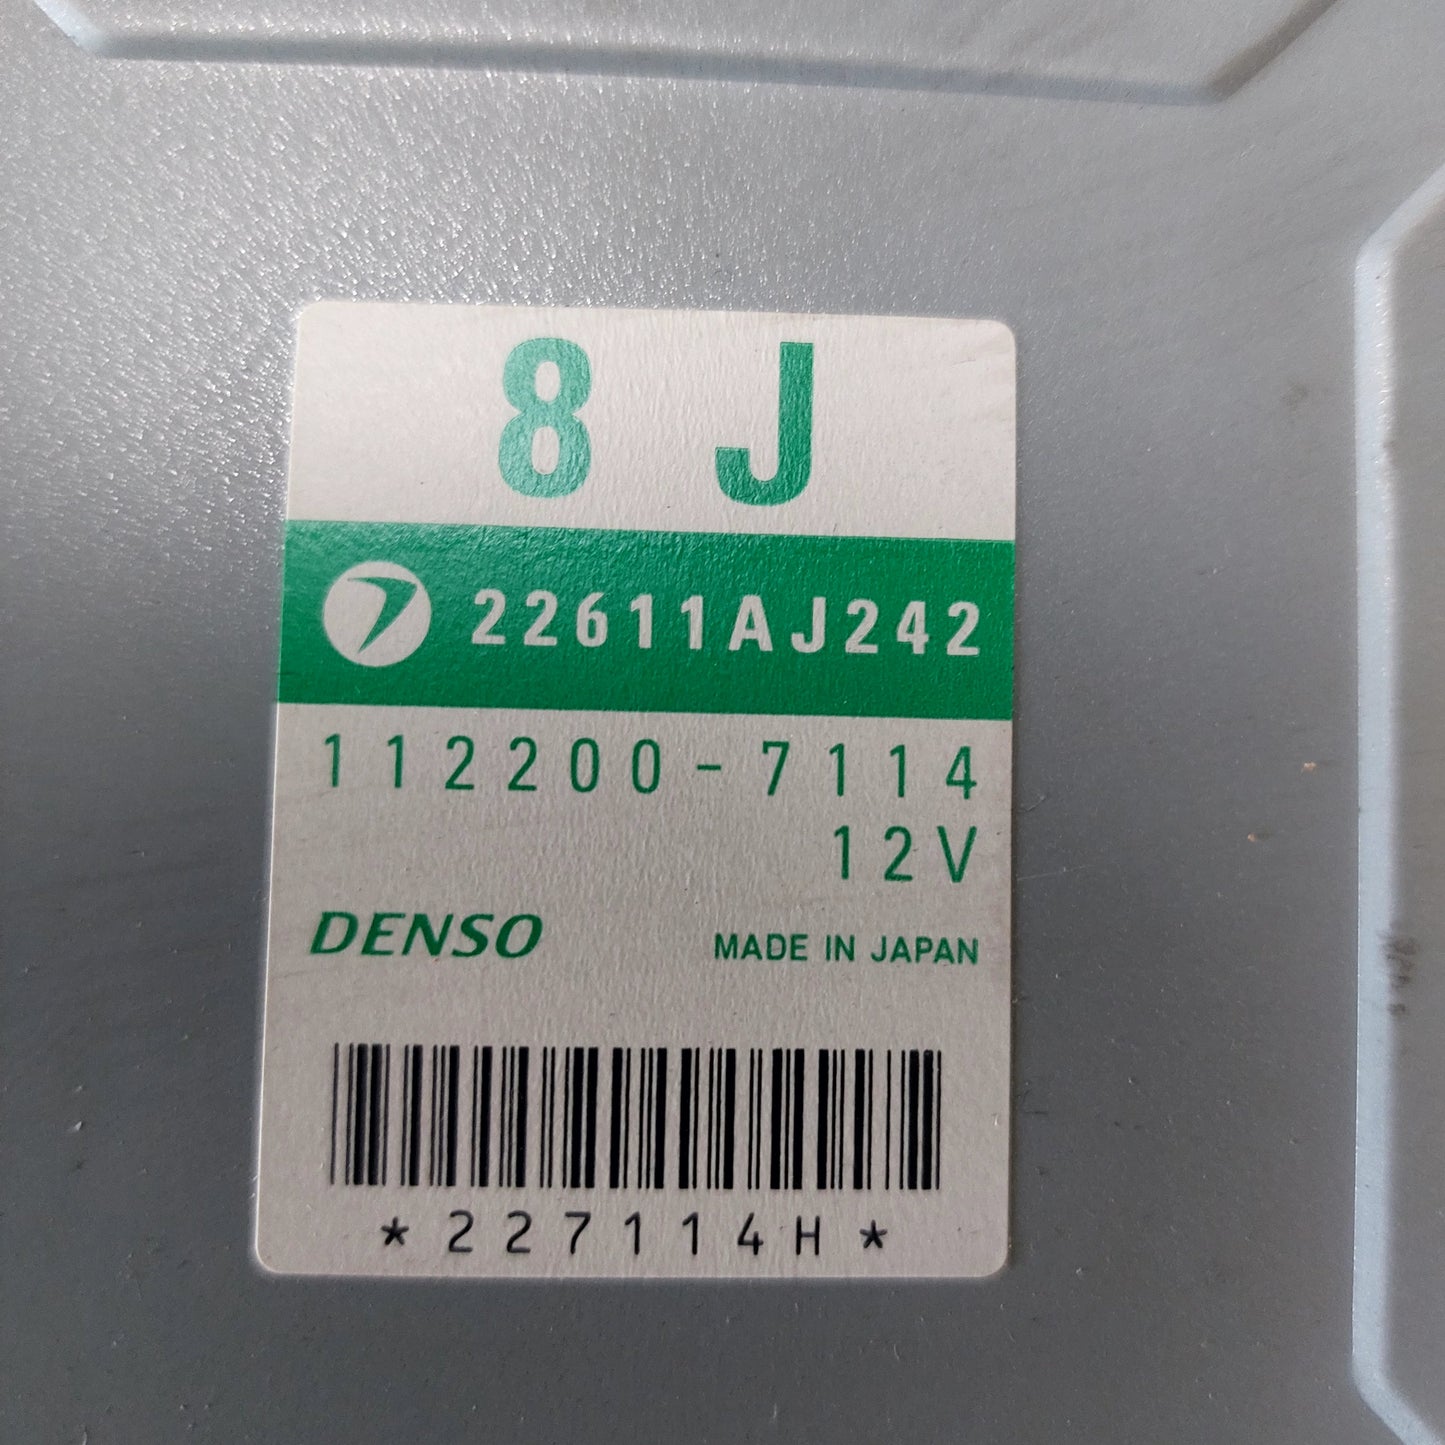 8 J
22611AJ242
112200-7114
12V
DENSO
MADE IN JAPAN
*227114H*